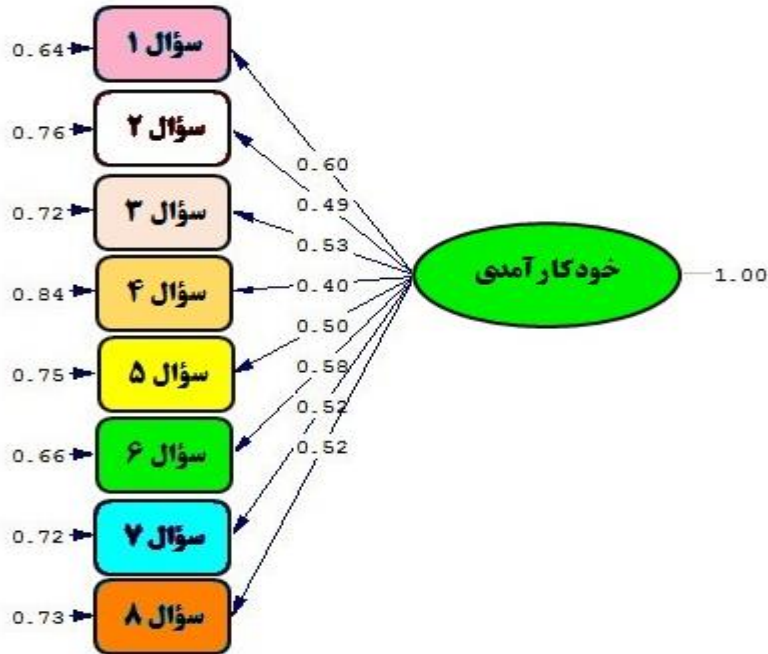 0.64
سؤال ۱
0.76
سؤال ۲
0.72
سؤال ۳
0.84
سؤال ۴
0.75
سؤال ۵
0.66
سؤال ۶
0.72
سؤال ۷
0.73
سؤال ۸
0.60
0.49
0.53
0.40
0.50
0.58
0.52
0.52
خودکارآمدی
1.00